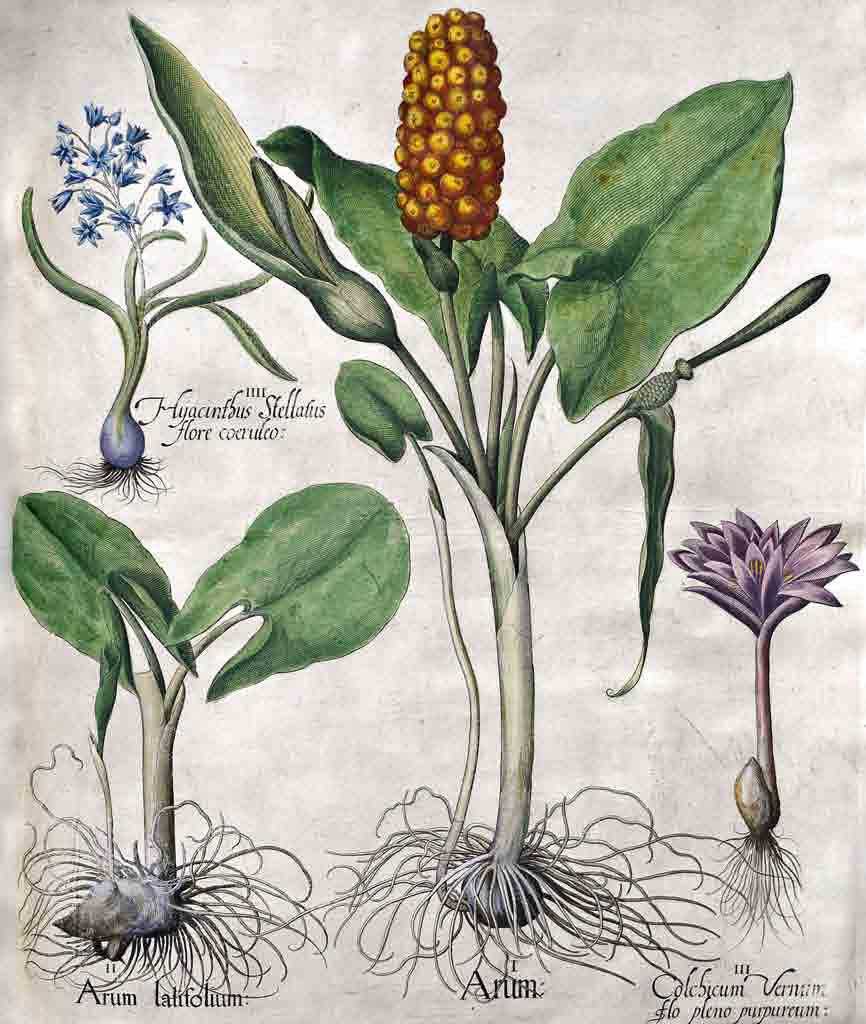 IIII
Hyacinthus Stellatus
flore coeruleo:
II
Arum latifolium:
I
Arum:
III
Colchicum Vernum
flo pleno purpureum: